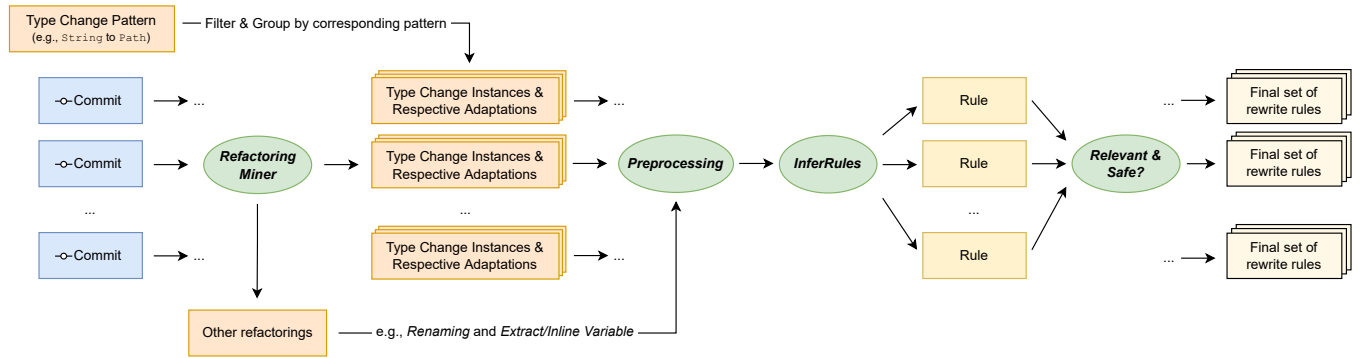 Type Change Pattern
(e.g., String to Path)
Filter & Group by corresponding pattern
Commit
...
Type Change Instances &
Respective Adaptations
...
Rule
...
Final set of
rewrite rules
Commit
Refactoring
Miner
Type Change Instances &
Respective Adaptations
Preprocessing
InferRules
Rule
Relevant &
Safe?
Final set of
rewrite rules
...
...
...
...
Commit
...
Type Change Instances &
Respective Adaptations
...
Rule
...
Final set of
rewrite rules
Other refactorings
e.g., Renaming and Extract/Inline Variable